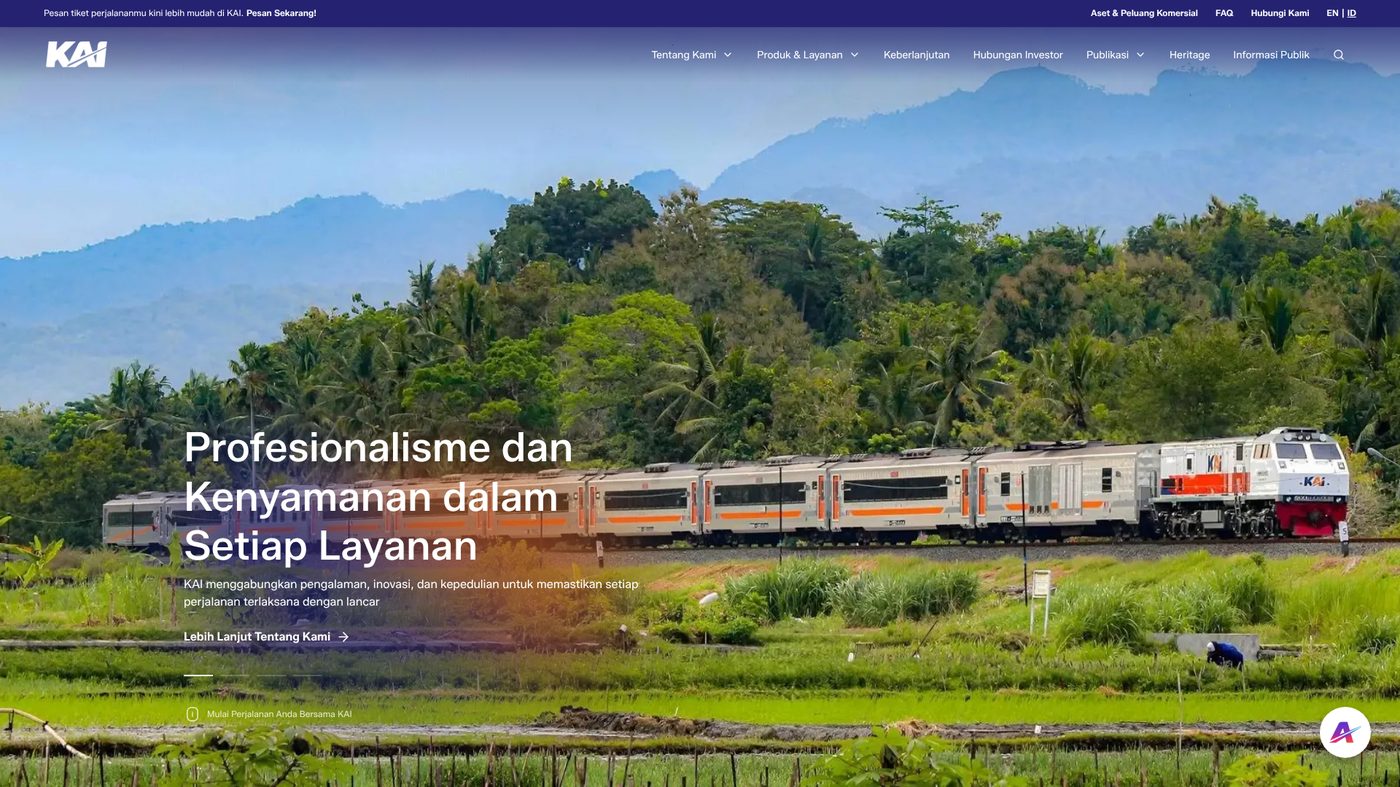 Pesan tiket perjalananmu kini lebih mudah di KAI. Pesan Sekarang!
Aset & Peluang Komersial FAQ Hubungi Kami EN | ID
KAI
Tentang Kami Produk & Layanan Keberlanjutan Hubungan Investor Publikasi Heritage Informasi Publik
Profesionalisme dan
Kenyamanan dalam
Setiap Layanan
KAI menggabungkan pengalaman, inovasi, dan kepedulian untuk memastikan setiap
perjalanan terlaksana dengan lancar
Lebih Lanjut Tentang Kami
Mulai Perjalanan Anda Bersama KAI
KAI
KAI